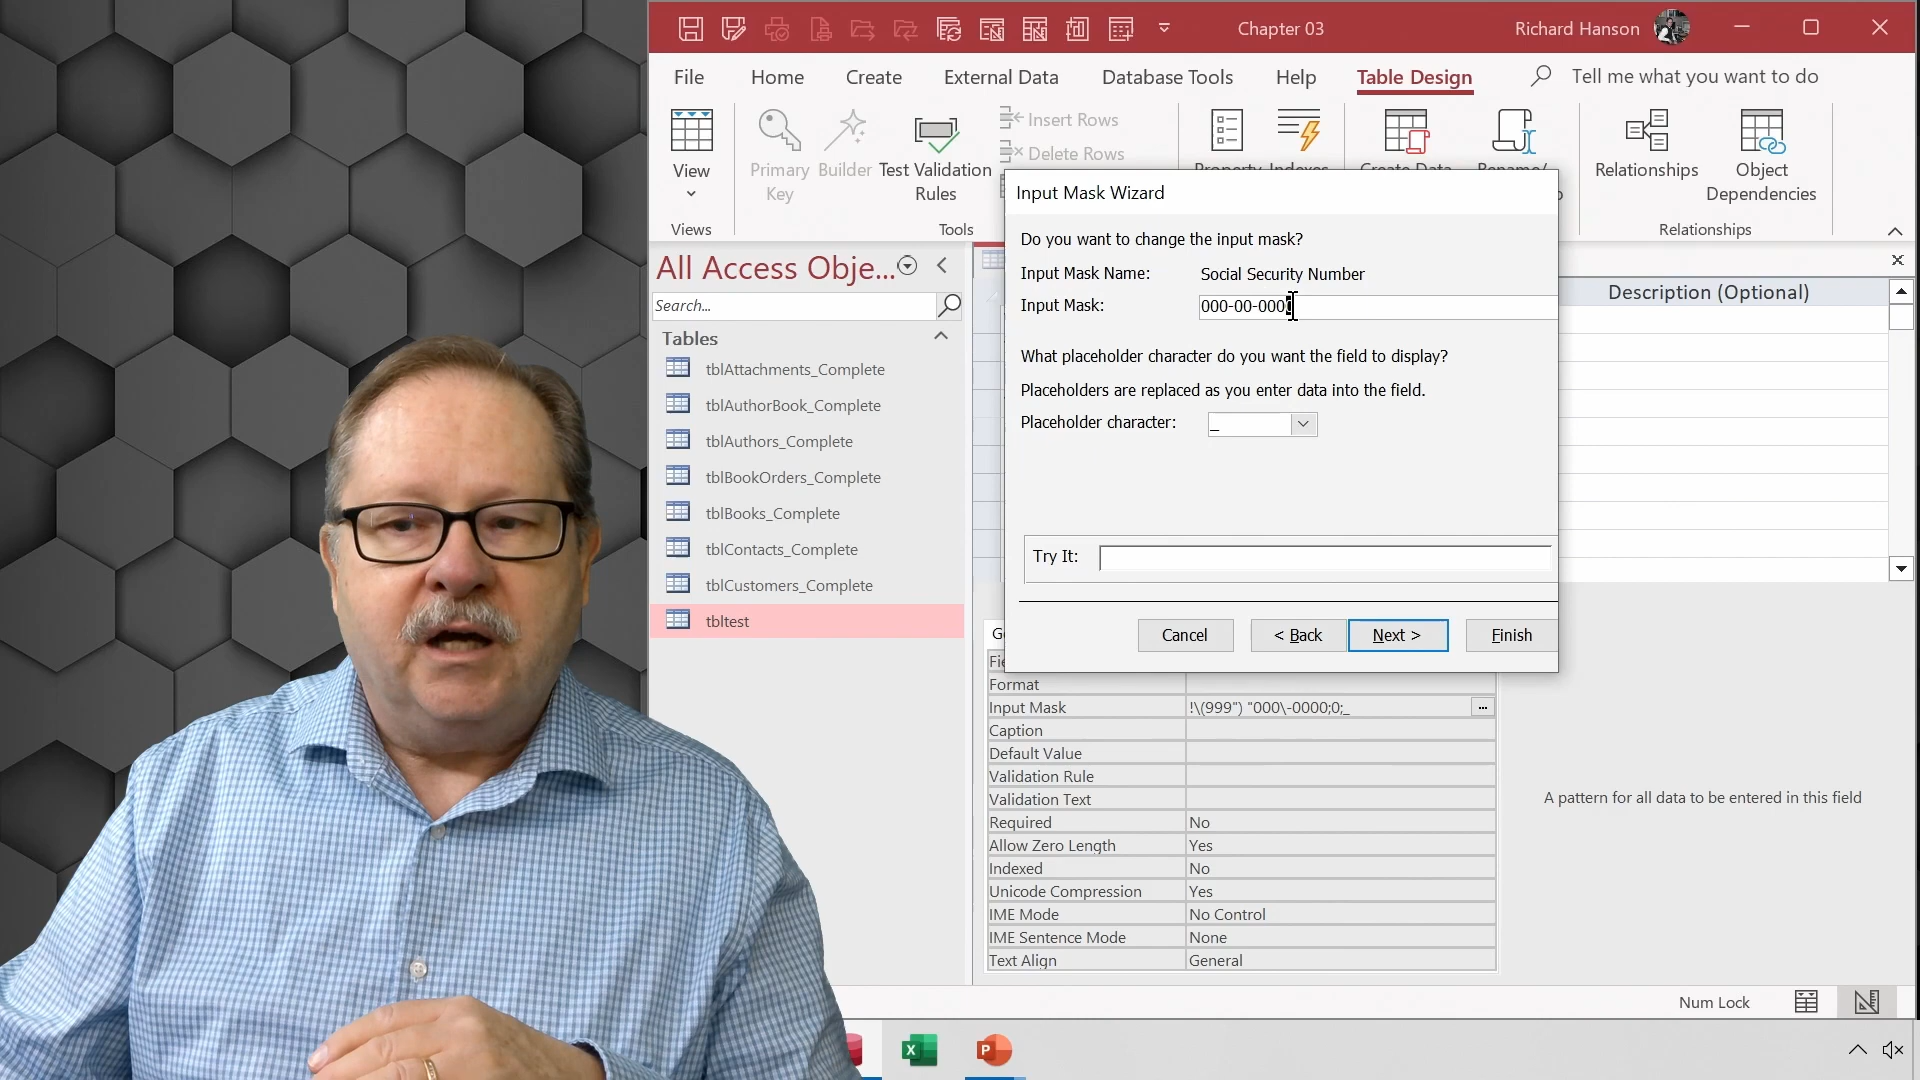 Chapter 03
Richard Hanson
File Home Create External Data Database Tools Help Table Design Tell me what you want to do
View
Primary Key
Builder
Test Validation Rules
Insert Rows
Delete Rows
Relationships
Object Dependencies
Views
Tools
Relationships
All Access Obje...
Search...
Tables
tblAttachments_Complete
tblAuthorBook_Complete
tblAuthors_Complete
tblBookOrders_Complete
tblBooks_Complete
tblContacts_Complete
tblCustomers_Complete
tbltest
Input Mask Wizard
Do you want to change the input mask?
Input Mask Name: Social Security Number
Input Mask: 000-00-000
What placeholder character do you want the field to display?
Placeholders are replaced as you enter data into the field.
Placeholder character: _
Try It:
Cancel < Back Next > Finish
Description (Optional)
Format
Input Mask !\(999") "000\-0000;0;_ ...
Caption
Default Value
Validation Rule
Validation Text
Required No
Allow Zero Length Yes
Indexed No
Unicode Compression Yes
IME Mode No Control
IME Sentence Mode None
Text Align General
A pattern for all data to be entered in this field
Num Lock